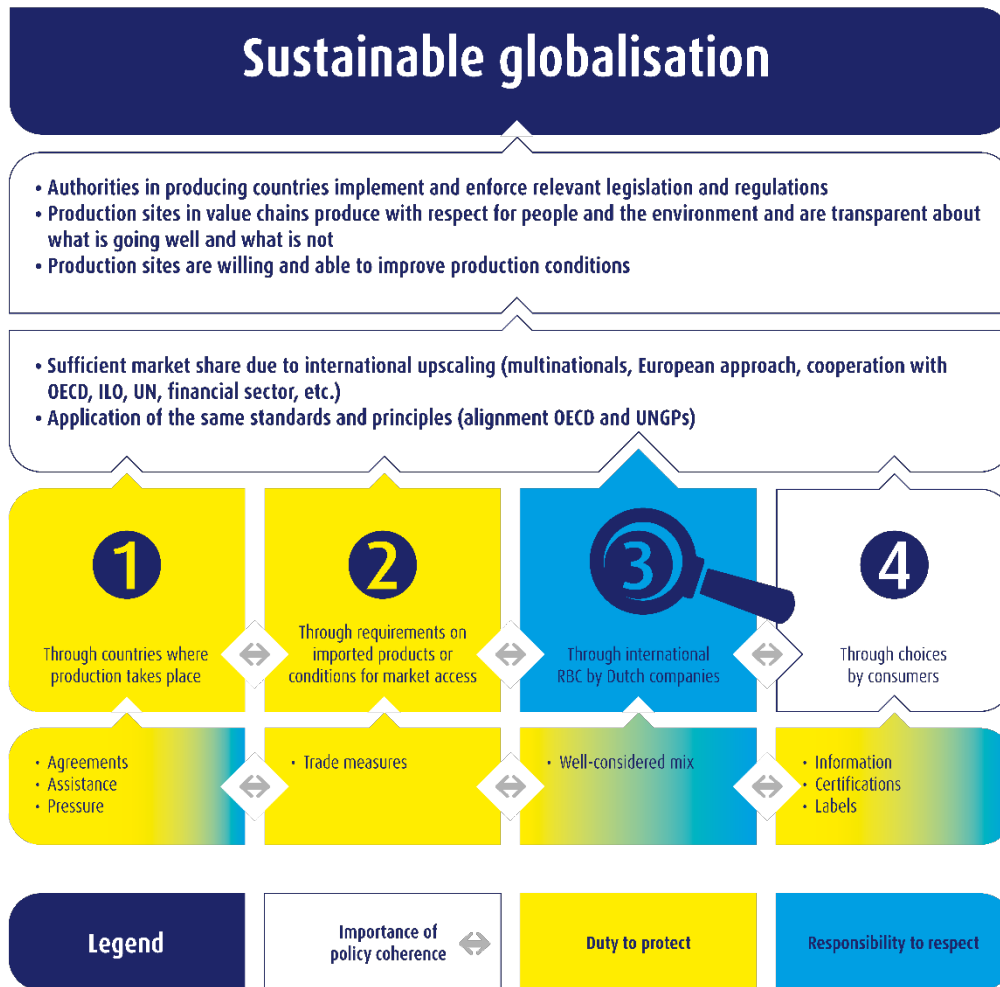 Sustainable globalisation
• Authorities in producing countries implement and enforce relevant legislation and regulations
• Production sites in value chains produce with respect for people and the environment and are transparent about
what is going well and what is not
• Production sites are willing and able to improve production conditions
• Sufficient market share due to international upscaling (multinationals, European approach, cooperation with
OECD, ILO, UN, financial sector, etc.)
• Application of the same standards and principles (alignment OECD and UNGPs)
1
Through countries where
production takes place
2
Through requirements on
imported products or
conditions for market access
3
Through international
RBC by Dutch companies
4
Through choices
by consumers
• Agreements
• Assistance
• Pressure
• Trade measures
• Well-considered mix
• Information
• Certifications
• Labels
Legend
Importance of
policy coherence
Duty to protect
Responsibility to respect